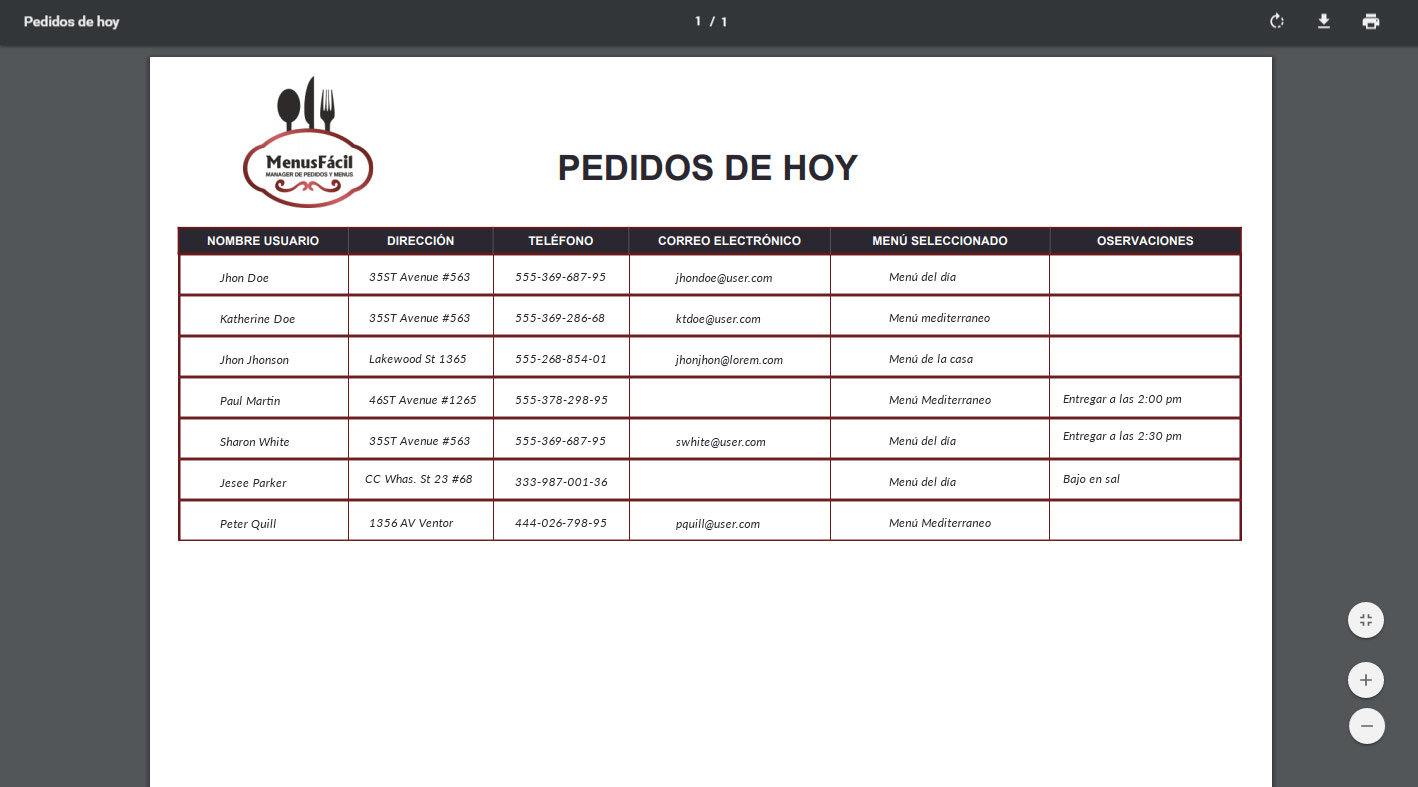 Pedidos de hoy
1 / 1
MenusFácil
MANAGER DE PEDIDOS Y MENUS
PEDIDOS DE HOY
NOMBRE USUARIO DIRECCIÓN TELÉFONO CORREO ELECTRÓNICO MENÚ SELECCIONADO OSERVACIONES
Jhon Doe 35ST Avenue #563 555-369-687-95 jhondoe@user.com Menú del día
Katherine Doe 35ST Avenue #563 555-369-286-68 ktdoe@user.com Menú mediterraneo
Jhon Jhonson Lakewood St 1365 555-268-854-01 jhonjhon@lorem.com Menú de la casa
Paul Martin 46ST Avenue #1265 555-378-298-95 Menú Mediterraneo Entregar a las 2:00 pm
Sharon White 35ST Avenue #563 555-369-687-95 swhite@user.com Menú del día Entregar a las 2:30 pm
Jesee Parker CC Whas. St 23 #68 333-987-001-36 Menú del día Bajo en sal
Peter Quill 1356 AV Ventor 444-026-798-95 pquill@user.com Menú Mediterraneo